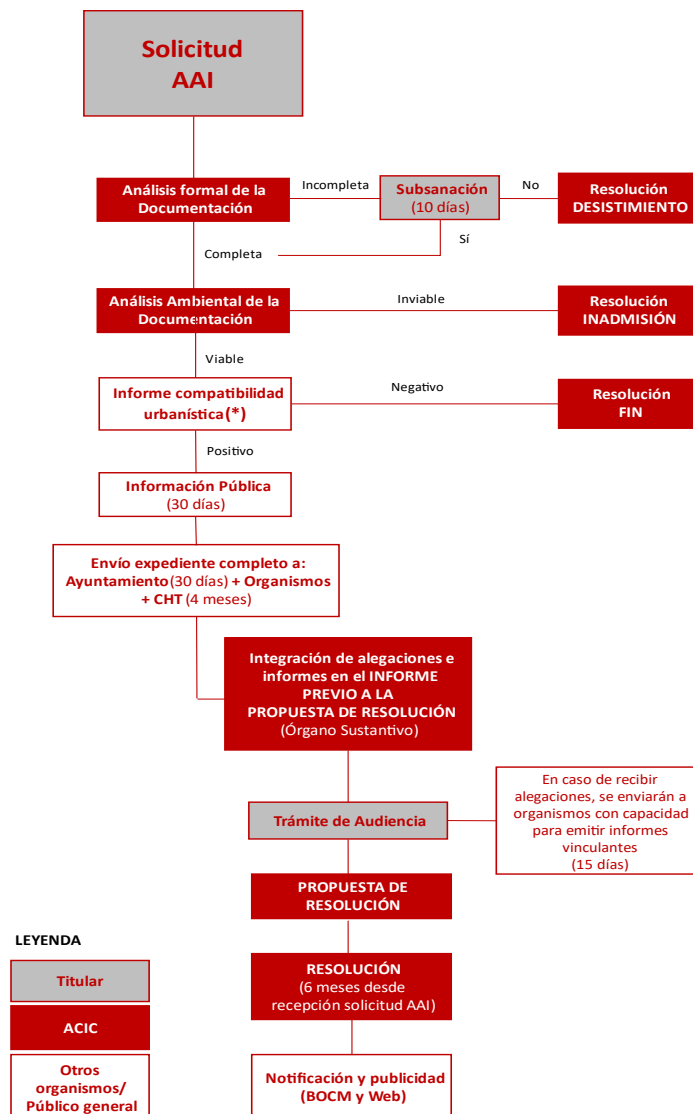 Solicitud
AAI
Análisis formal de la
Documentación
Incompleta
Subsanación
(10 días)
No
Resolución
DESISTIMIENTO
Sí
Completa
Análisis Ambiental de la
Documentación
Inviable
Resolución
INADMISIÓN
Viable
Informe compatibilidad
urbanística(*)
Negativo
Resolución
FIN
Positivo
Información Pública
(30 días)
Envío expediente completo a:
Ayuntamiento (30 días) + Organismos
+ CHT (4 meses)
Integración de alegaciones e
informes en el INFORME
PREVIO A LA
PROPUESTA DE RESOLUCIÓN
(Órgano Sustantivo)
Trámite de Audiencia
En caso de recibir
alegaciones, se enviarán a
organismos con capacidad
para emitir informes
vinculantes
(15 días)
PROPUESTA DE
RESOLUCIÓN
RESOLUCIÓN
(6 meses desde
recepción solicitud AAI)
Notificación y publicidad
(BOCM y Web)
LEYENDA
Titular
ACIC
Otros
organismos/
Público general